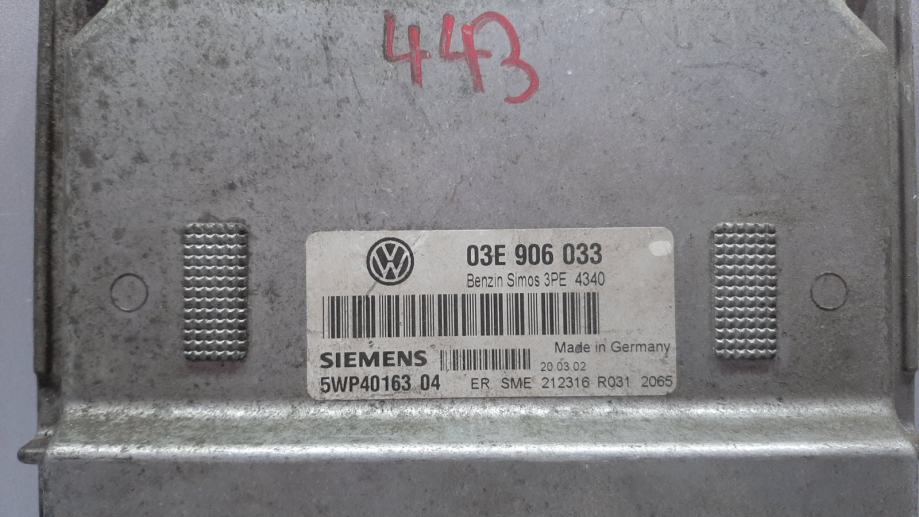 443
VW
03E 906 033
Benzin Simos 3PE 4340
Made in Germany
SIEMENS
20.03.02
5WP40163 04
ER SME 212316 R031 2065